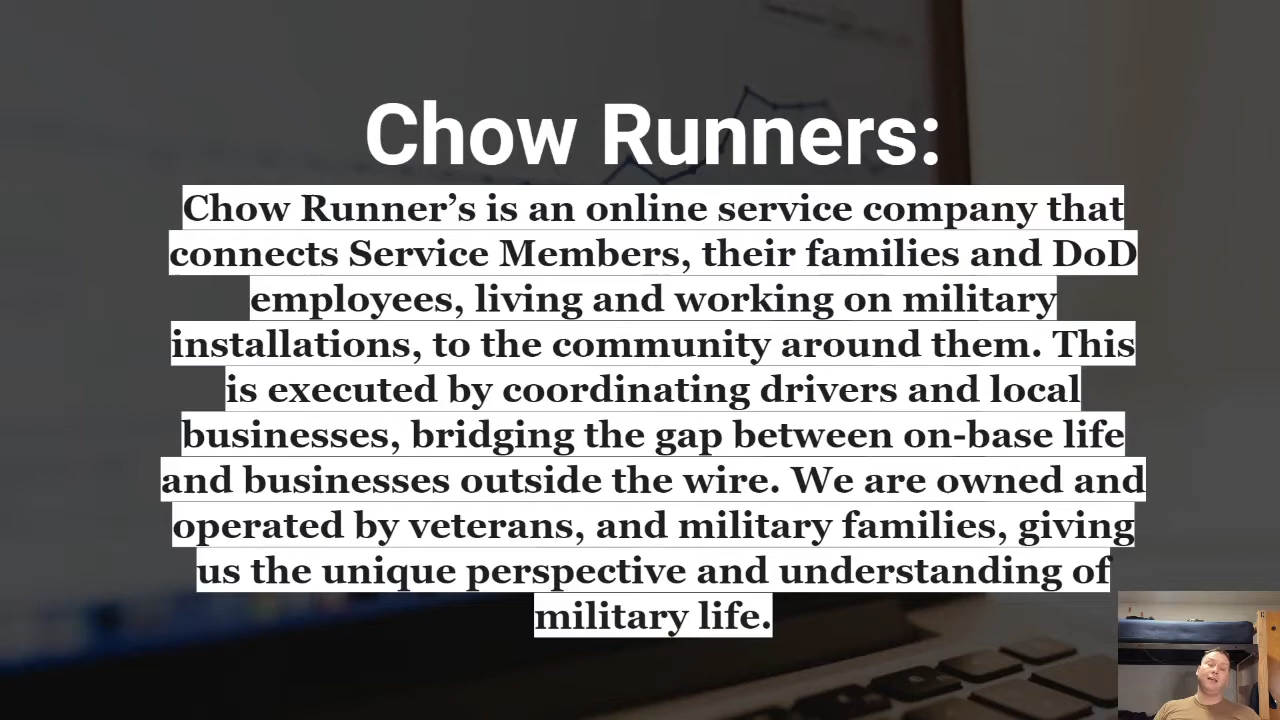 Chow Runners:
Chow Runner’s is an online service company that
connects Service Members, their families and DoD
employees, living and working on military
installations, to the community around them. This
is executed by coordinating drivers and local
businesses, bridging the gap between on-base life
and businesses outside the wire. We are owned and
operated by veterans, and military families, giving
us the unique perspective and understanding of
military life.